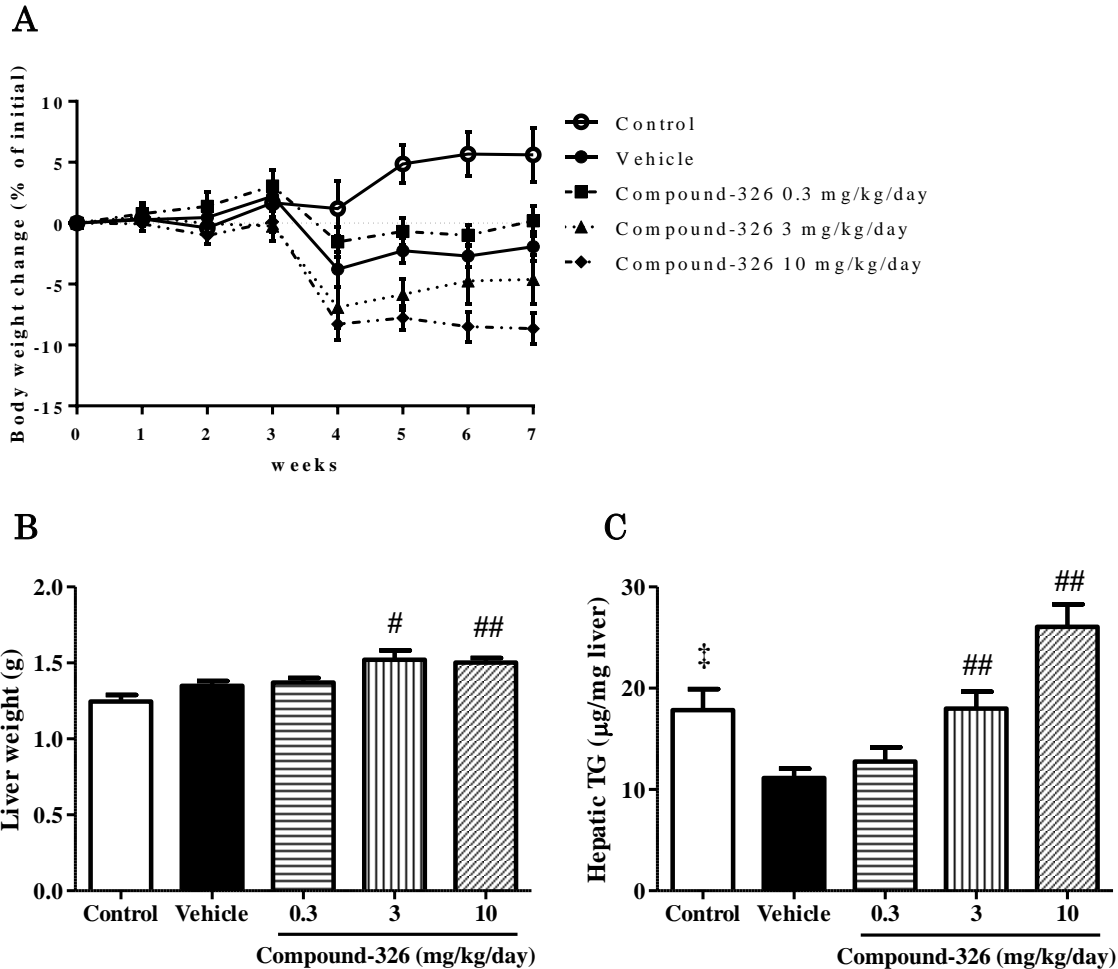 A
Body weight change (% of initial)
10
5
0
-5
-10
-15
0 1 2 3 4 5 6 7
weeks
Control
Vehicle
Compound-326 0.3 mg/kg/day
Compound-326 3 mg/kg/day
Compound-326 10 mg/kg/day
B
Liver weight (g)
2.0
1.5
1.0
0.5
0.0
# ##
Control Vehicle 0.3 3 10
Compound-326 (mg/kg/day)
C
Hepatic TG (µg/mg liver)
30
20
10
0
‡ ## ##
Control Vehicle 0.3 3 10
Compound-326 (mg/kg/day)